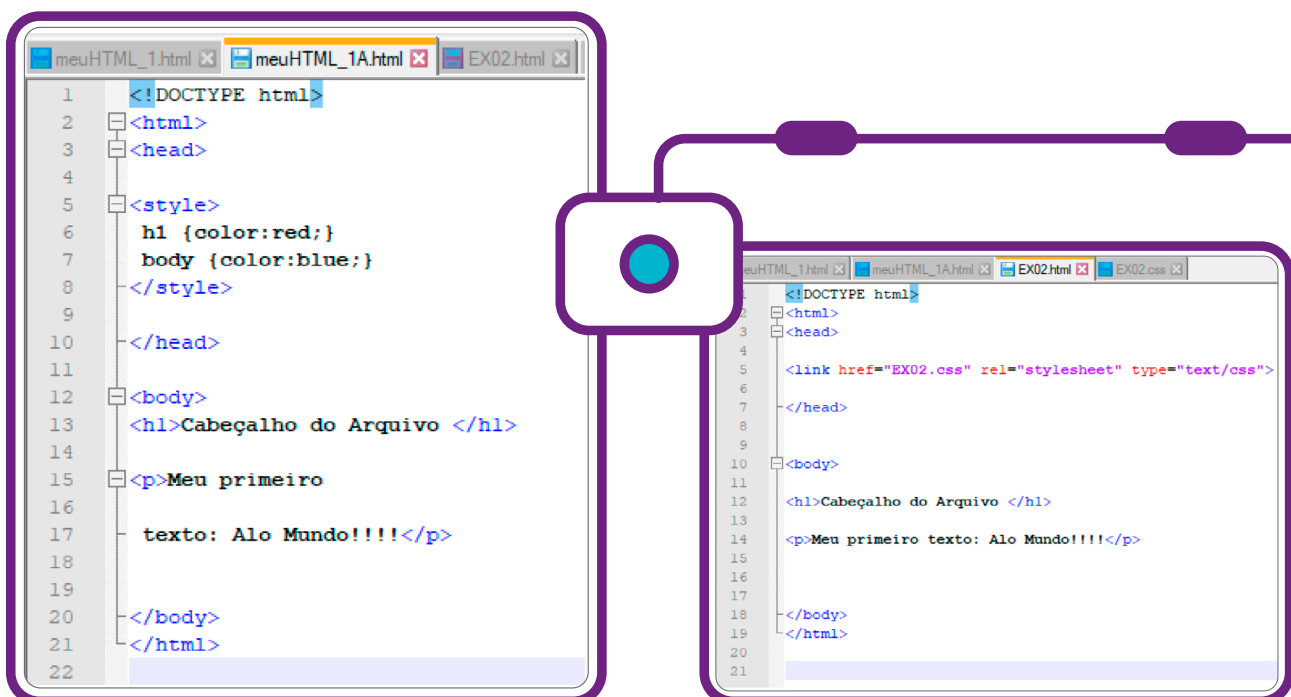 meuHTML_1.html meuHTML_1A.html EX02.html
1 <!DOCTYPE html>
2 <html>
3 <head>
4
5 <style>
6 h1 {color:red;}
7 body {color:blue;}
8 </style>
9
10 </head>
11
12 <body>
13 <h1>Cabeçalho do Arquivo </h1>
14
15 <p>Meu primeiro
16
17 texto: Alo Mundo!!!!</p>
18
19
20 </body>
21 </html>
22
euHTML_1.html meuHTML_1A.html EX02.html EX02.css
1 <!DOCTYPE html>
2 <html>
3 <head>
4
5 <link href="EX02.css" rel="stylesheet" type="text/css">
6
7 </head>
8
9
10 <body>
11
12 <h1>Cabeçalho do Arquivo </h1>
13
14 <p>Meu primeiro texto: Alo Mundo!!!!</p>
15
16
17
18 </body>
19 </html>
20
21